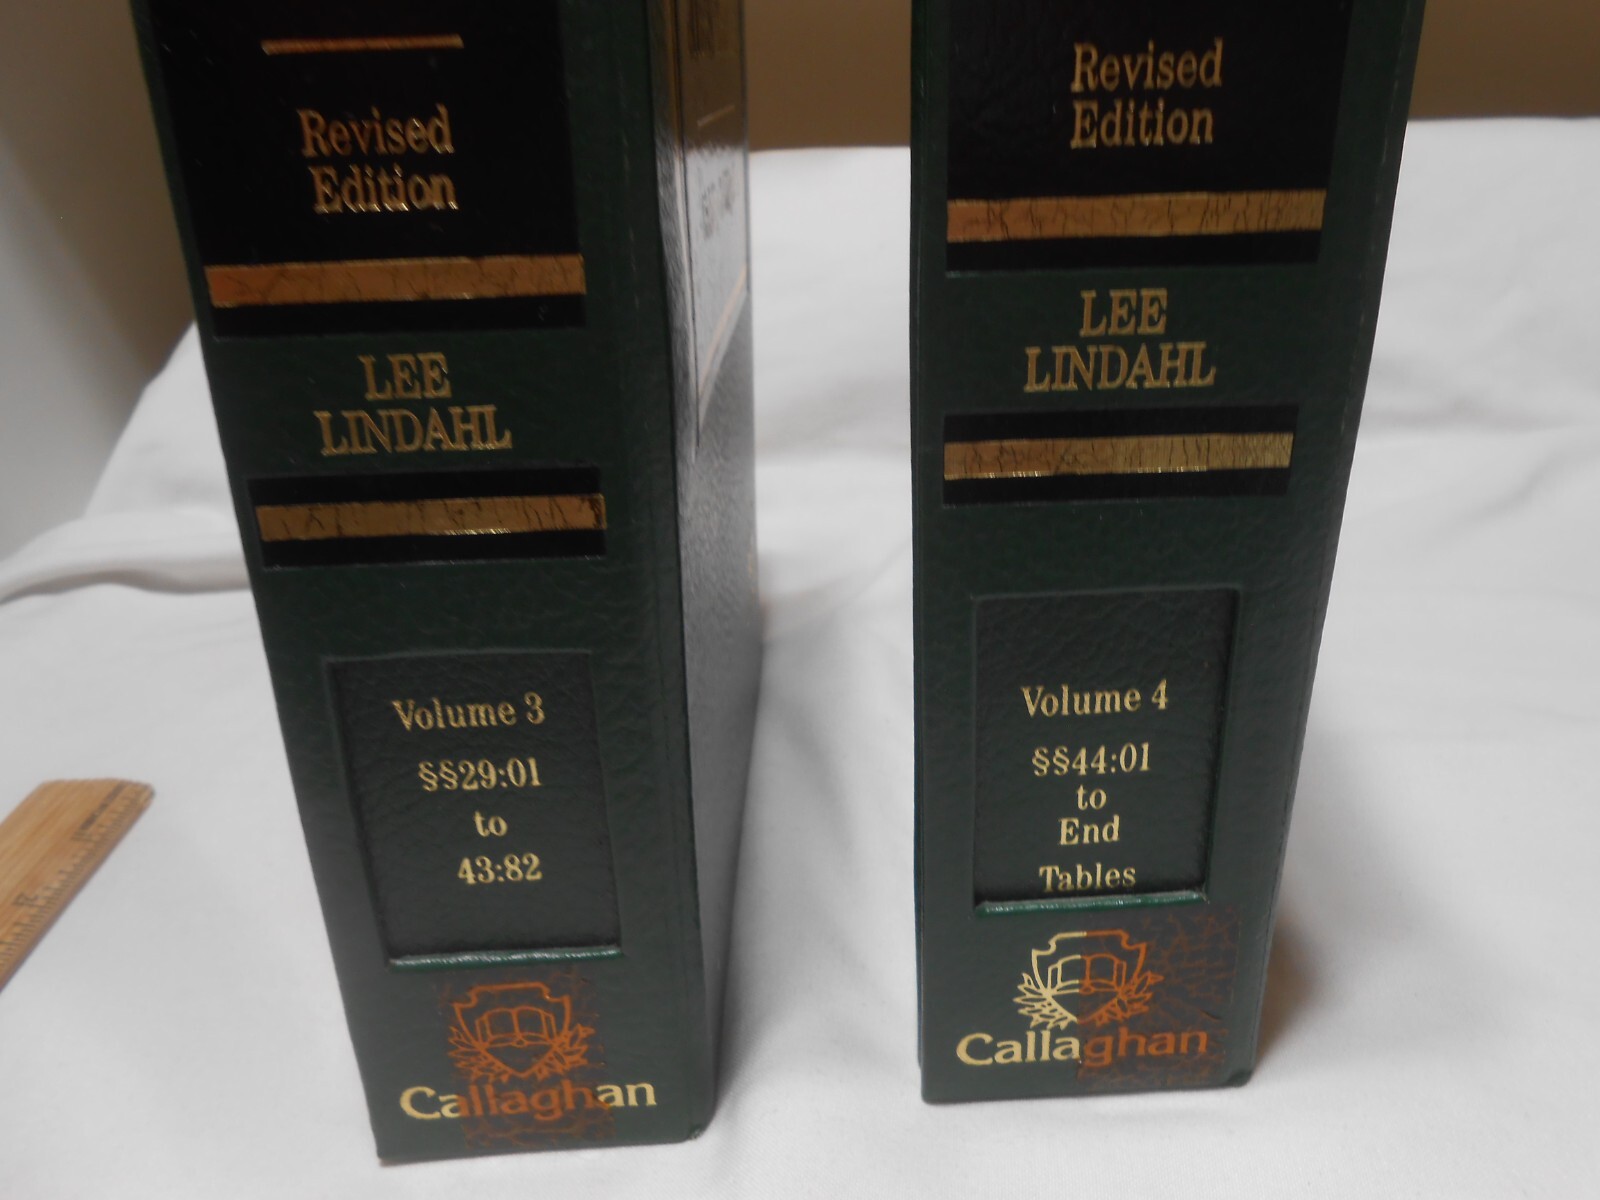 Revised
Edition
LEE
LINDAHL
Volume 3
§§29:01
to
43:82
Callaghan
Revised
Edition
LEE
LINDAHL
Volume 4
§§44:01
to
End
Tables
Callaghan